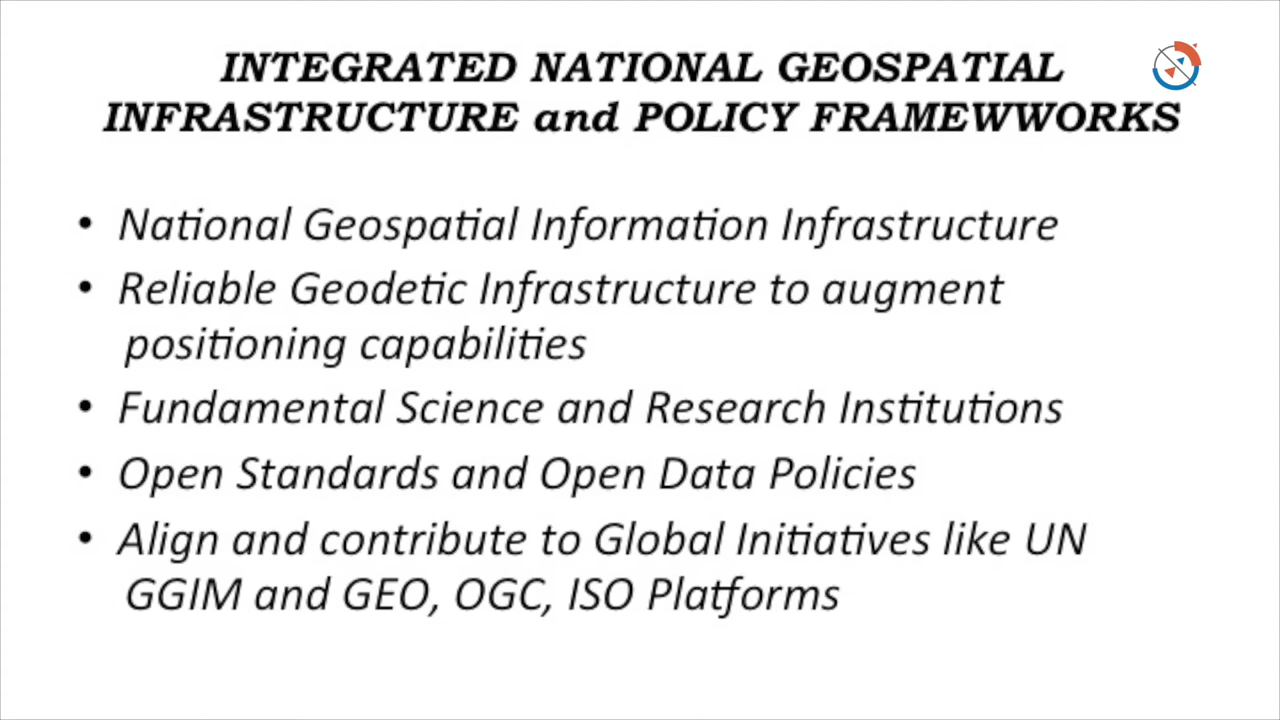 INTEGRATED NATIONAL GEOSPATIAL
INFRASTRUCTURE and POLICY FRAMEWWORKS
• National Geospatial Information Infrastructure
• Reliable Geodetic Infrastructure to augment
positioning capabilities
• Fundamental Science and Research Institutions
• Open Standards and Open Data Policies
• Align and contribute to Global Initiatives like UN
GGIM and GEO, OGC, ISO Platforms